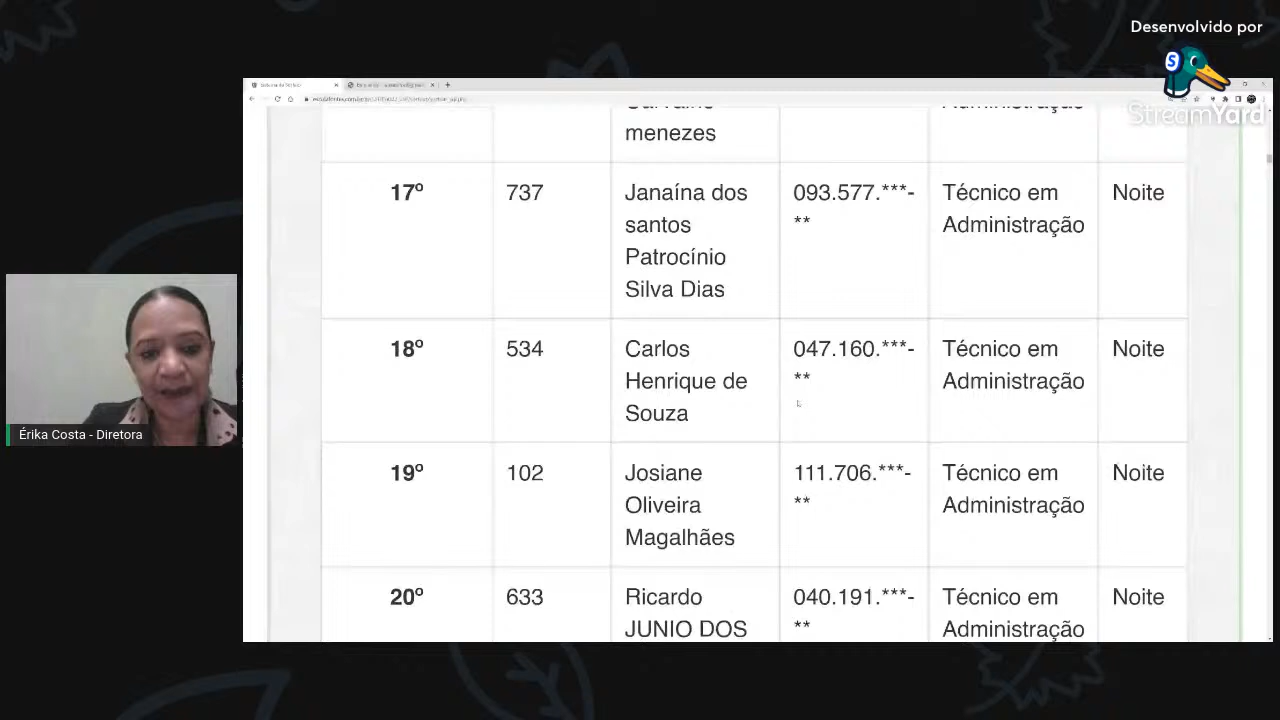 Desenvolvido por
StreamYard
menezes
17º 737 Janaína dos 093.577.***- Técnico em Noite
santos ** Administração
Patrocínio
Silva Dias
18º 534 Carlos 047.160.***- Técnico em Noite
Henrique de ** Administração
Souza
19º 102 Josiane 111.706.***- Técnico em Noite
Oliveira ** Administração
Magalhães
20º 633 Ricardo 040.191.***- Técnico em Noite
JUNIO DOS ** Administração
Érika Costa - Diretora